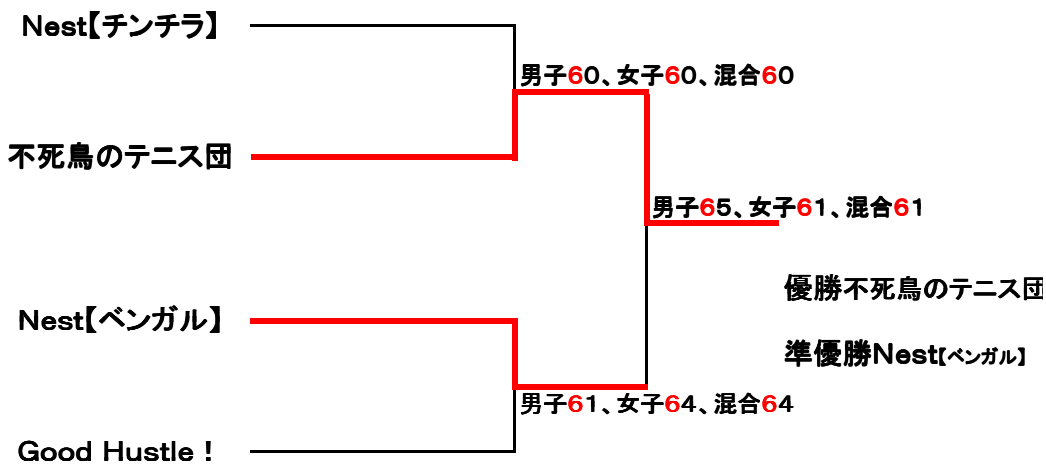 Nest【チンチラ】
男子60、女子60、混合60
不死鳥のテニス団
男子65、女子61、混合61
優勝不死鳥のテニス団
Nest【ベンガル】
準優勝Nest【ベンガル】
男子61、女子64、混合64
Good Hustle！